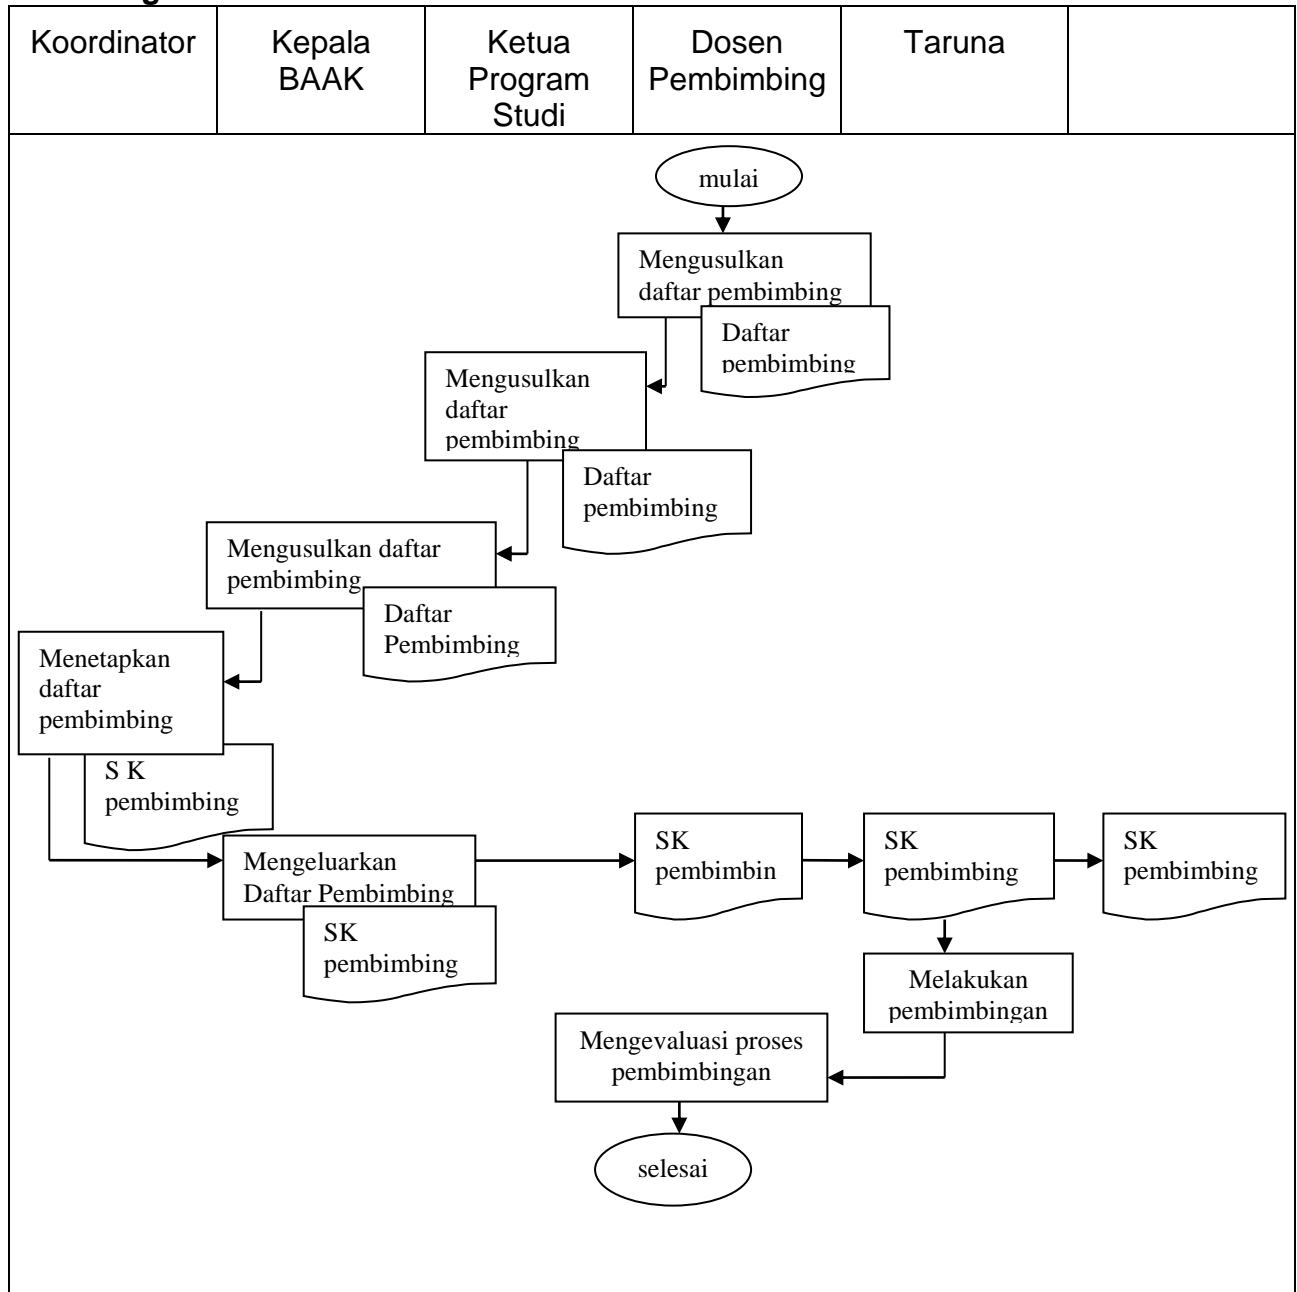 Koordinator
Kepala
BAAK
Ketua
Program
Studi
Dosen
Pembimbing
Taruna
mulai
Mengusulkan
daftar pembimbing
Daftar
pembimbing
Mengusulkan
daftar
pembimbing
Daftar
pembimbing
Mengusulkan daftar
pembimbing
Daftar
Pembimbing
Menetapkan
daftar
pembimbing
S K
pembimbing
Mengeluarkan
Daftar Pembimbing
SK
pembimbing
SK
pembimbin
SK
pembimbing
SK
pembimbing
Melakukan
pembimbingan
Mengevaluasi proses
pembimbingan
selesai